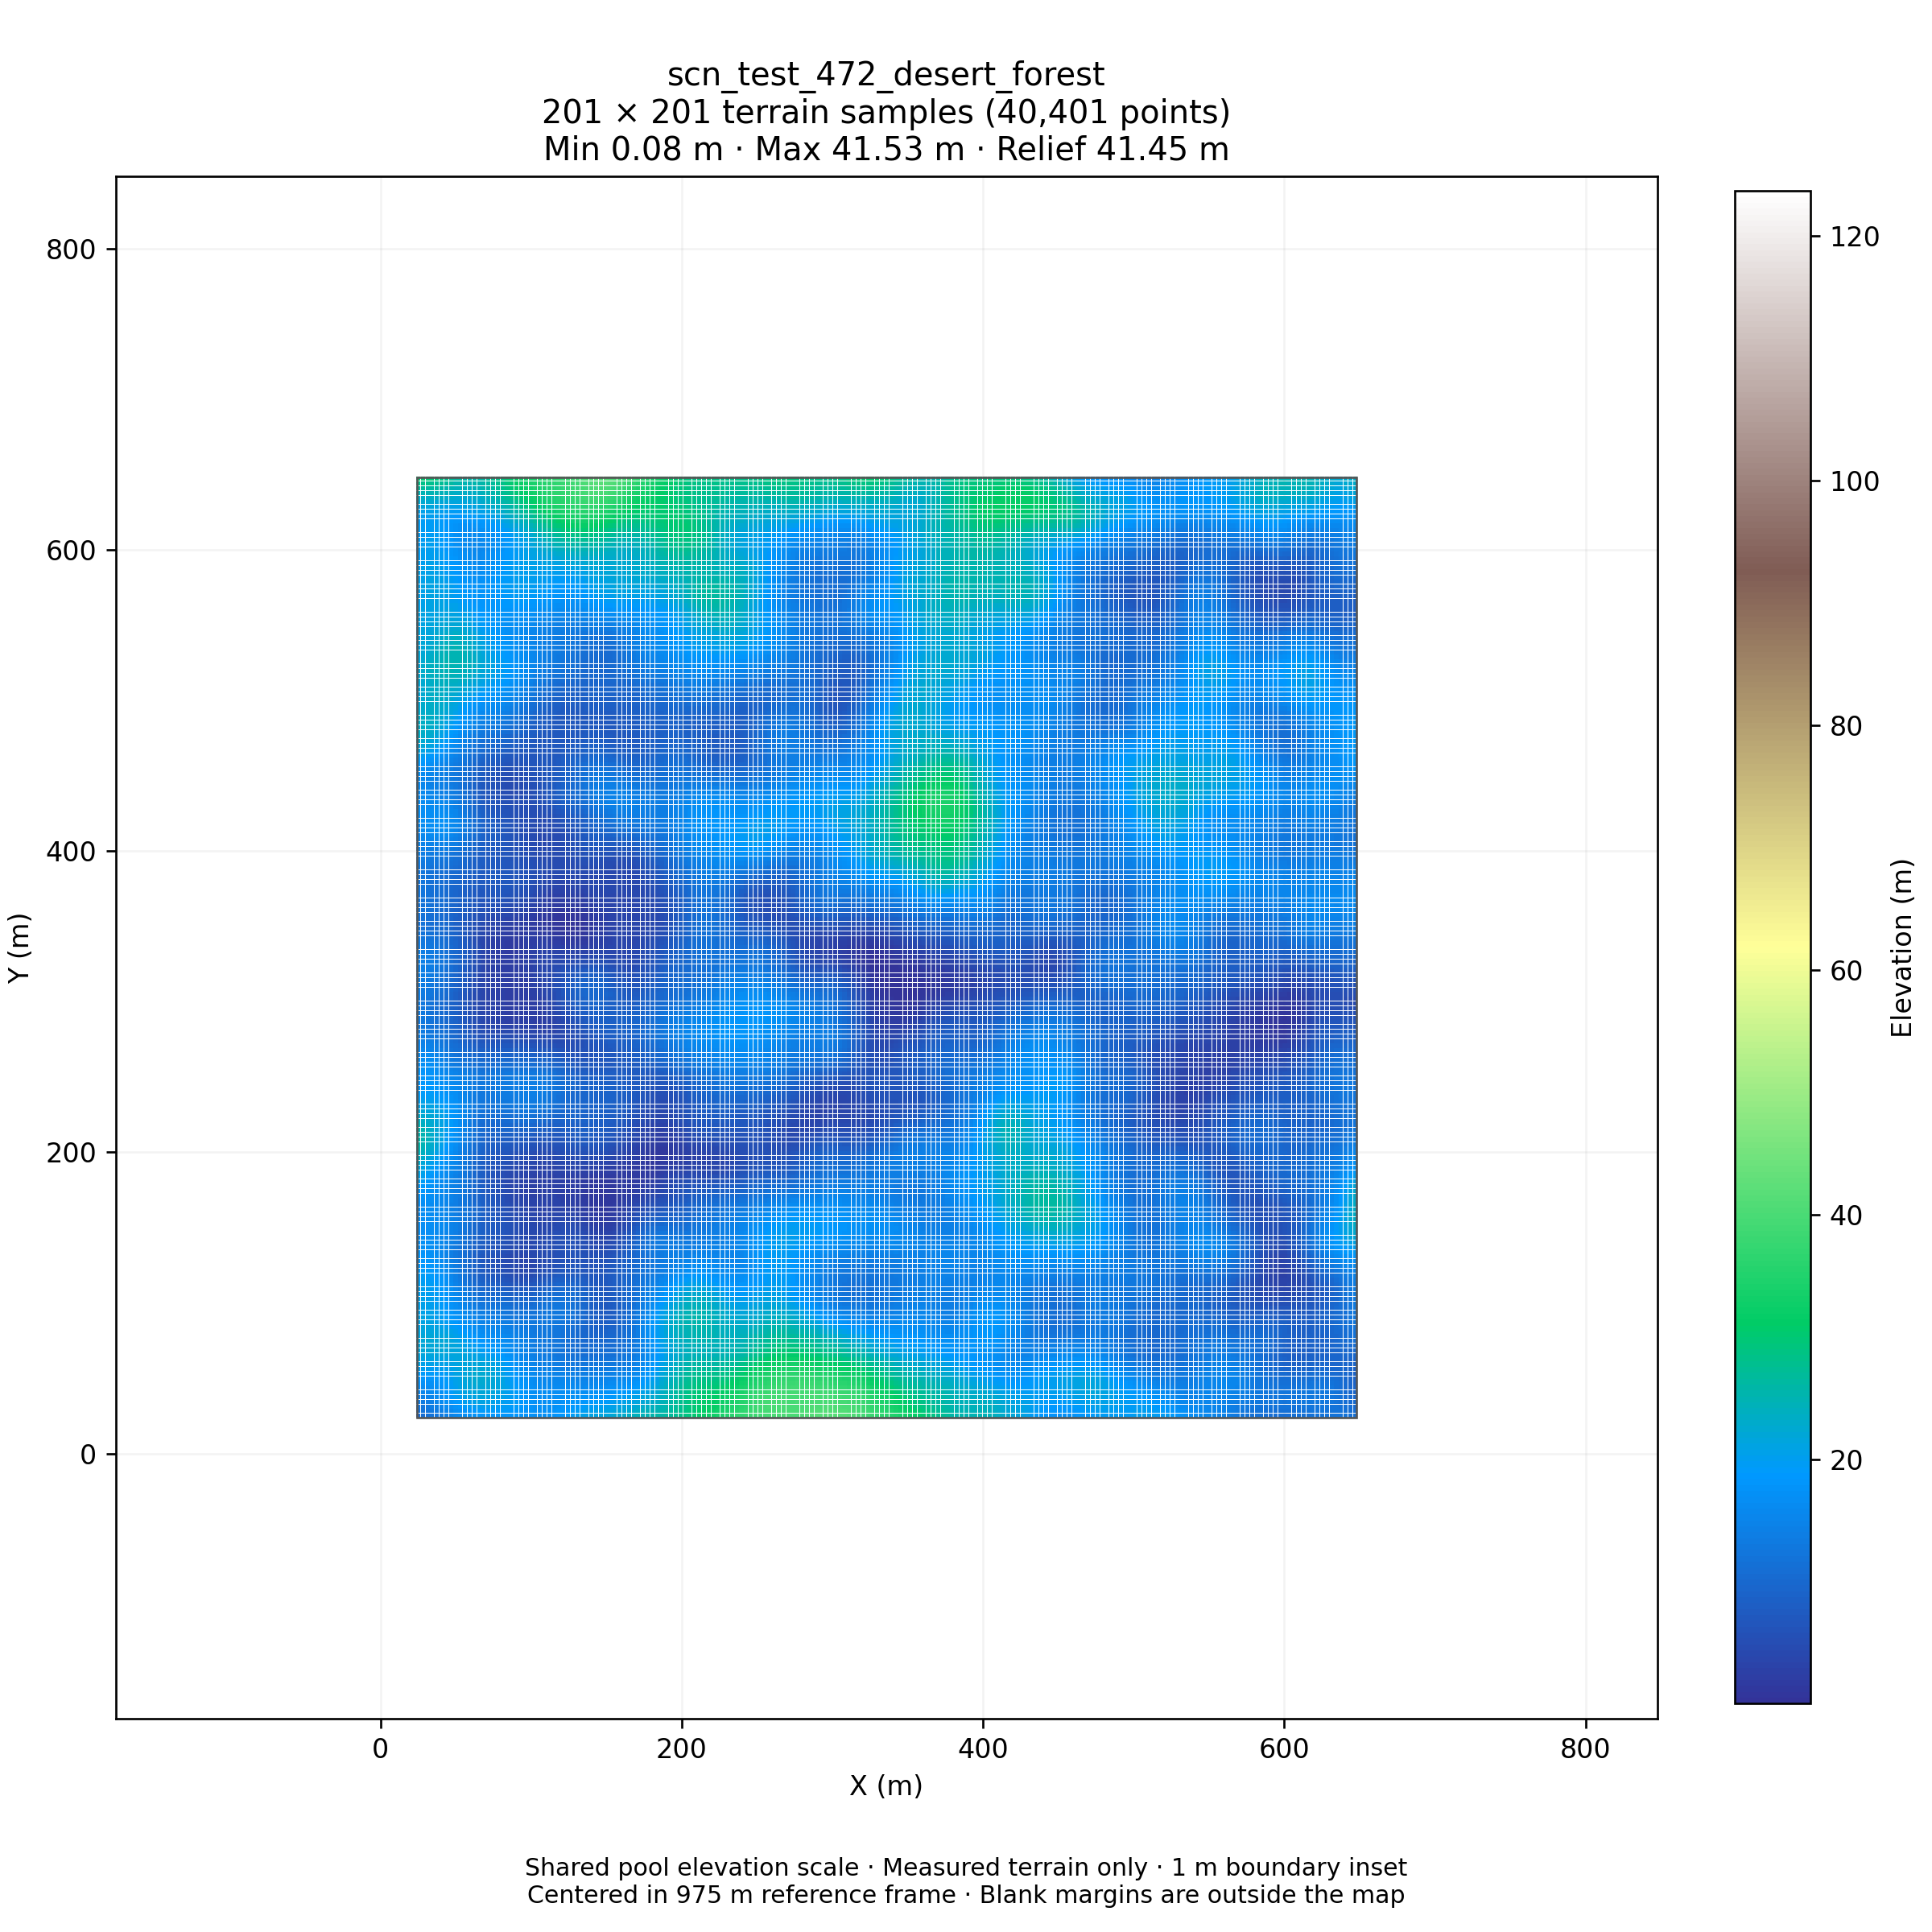 scn_test_472_desert_forest
201 × 201 terrain samples (40,401 points)
Min 0.08 m · Max 41.53 m · Relief 41.45 m
800
600
400
200
0
Y (m)
0
200
400
600
800
X (m)
120
100
80
60
40
20
Elevation (m)
Shared pool elevation scale · Measured terrain only · 1 m boundary inset
Centered in 975 m reference frame · Blank margins are outside the map